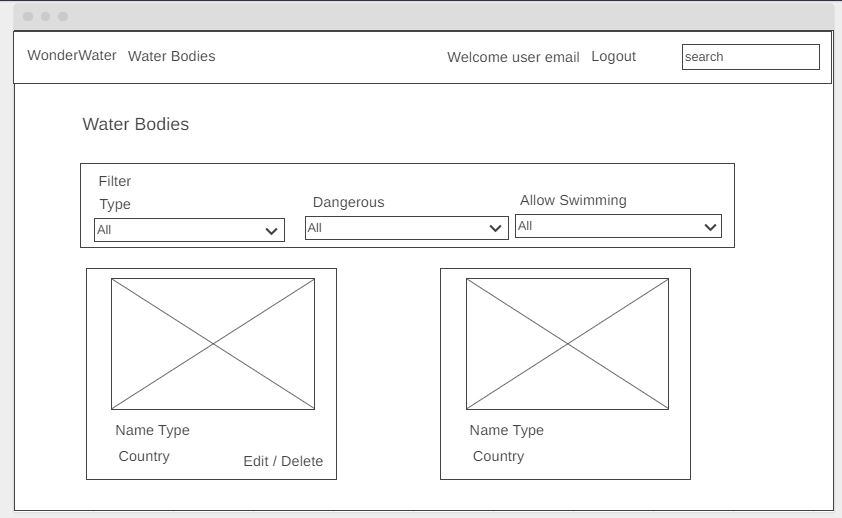 WonderWater Water Bodies Welcome user email Logout search
Water Bodies
Filter
Type Dangerous Allow Swimming
All All All
Name Type Name Type
Country Edit / Delete Country